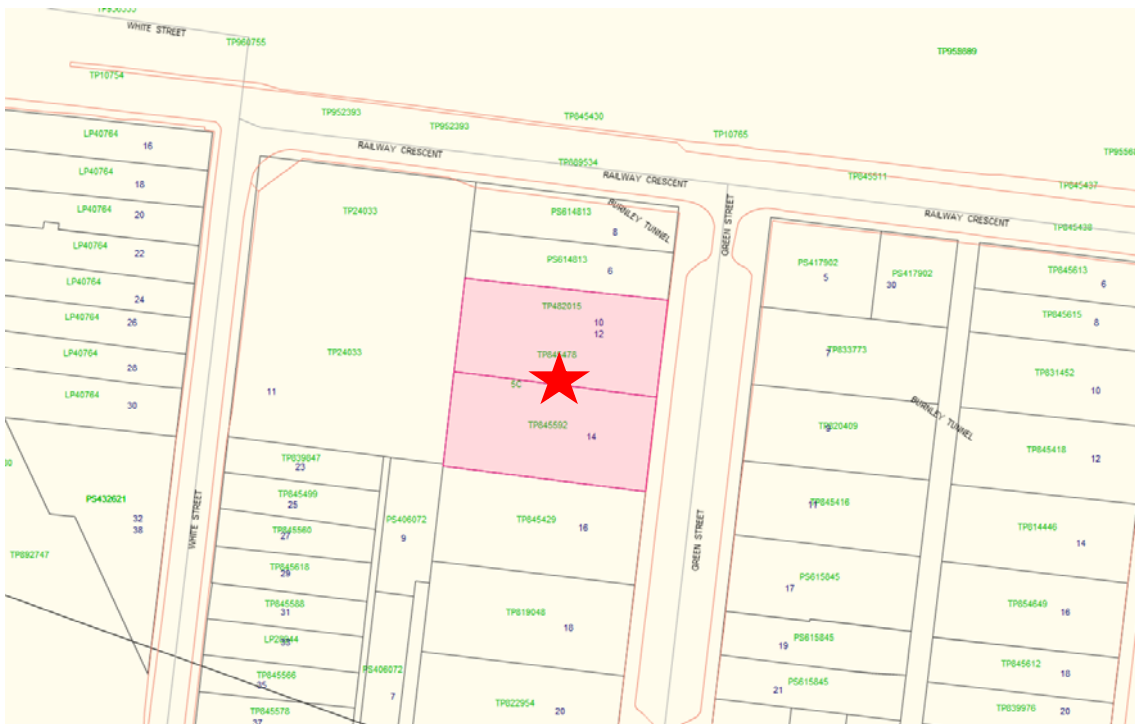 WHITE STREET
TP960755
TP958889
TP10754
TP952393
TP952393
TP845430
TP10765
RAILWAY CRESCENT
TP889534
RAILWAY CRESCENT
TP845511
TP845437
RAILWAY CRESCENT
TP845438
LP40764
16
LP40764
18
LP40764
20
LP40764
22
LP40764
24
LP40764
26
LP40764
28
LP40764
30
TP24033
TP24033
11
PS614813
8
BURNLEY TUNNEL
PS614813
6
GREEN STREET
TP482015
10
12
5C
TP845592
14
PS417902
5
PS417902
30
TP845613
6
TP845615
8
TP833773
7
TP831452
10
BURNLEY TUNNEL
TP820409
9
TP845418
12
TP845416
11
TP814446
14
PS432621
32
38
TP892747
WHITE STREET
TP839847
23
TP845499
25
TP845560
27
TP845618
29
TP845588
31
33
TP845566
35
TP845578
37
PS406072
9
PS406072
7
TP845429
16
TP819048
18
TP822954
20
GREEN STREET
PS615845
17
PS615845
19
PS615845
21
TP854649
16
TP845612
18
TP839976
20